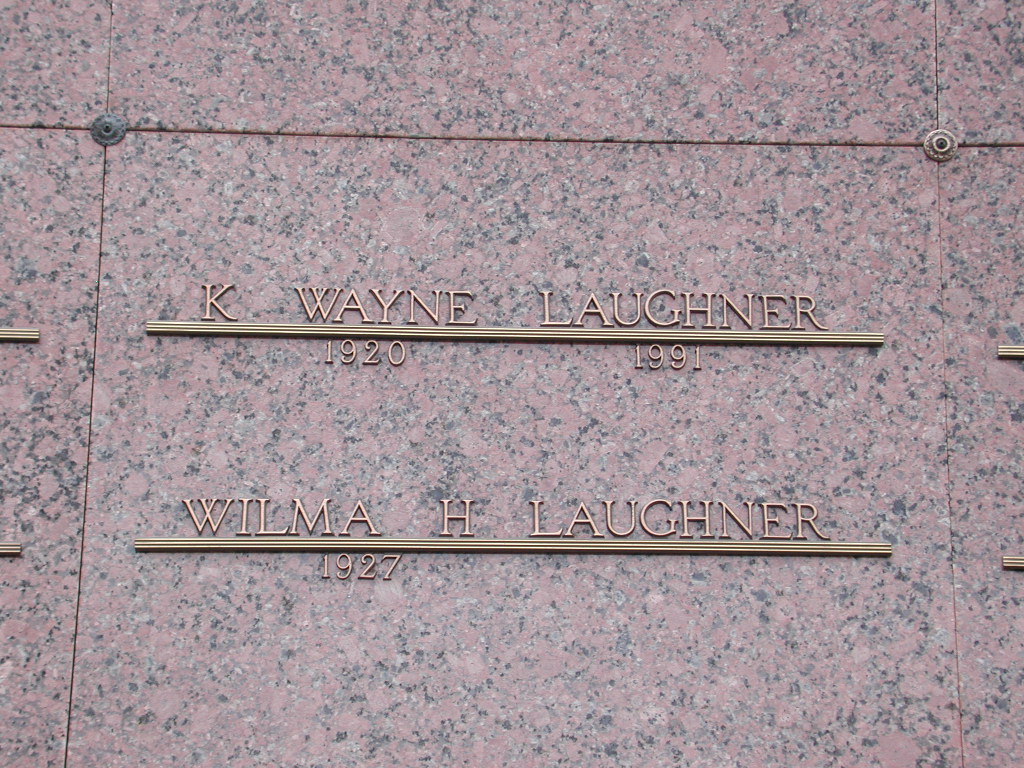 K WAYNE LAUGHNER
1920 1991
WILMA H LAUGHNER
1927